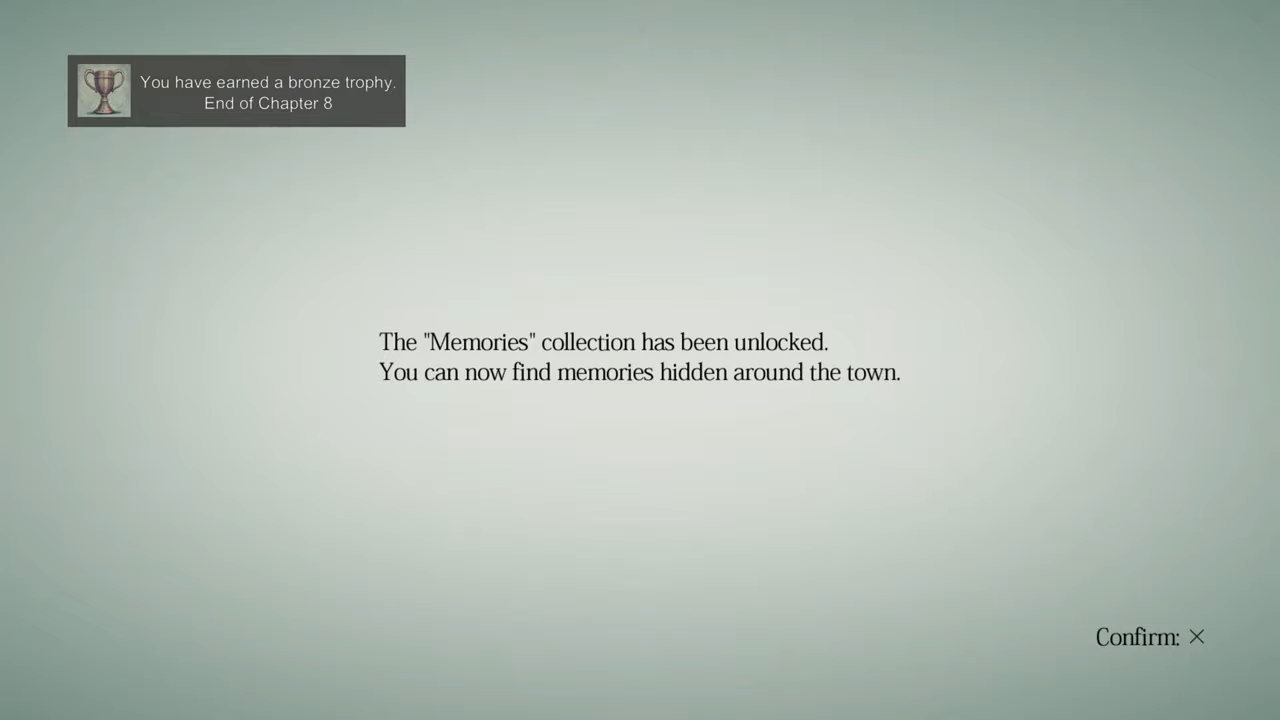 You have earned a bronze trophy.
End of Chapter 8
The "Memories" collection has been unlocked.
You can now find memories hidden around the town.
Confirm: ×